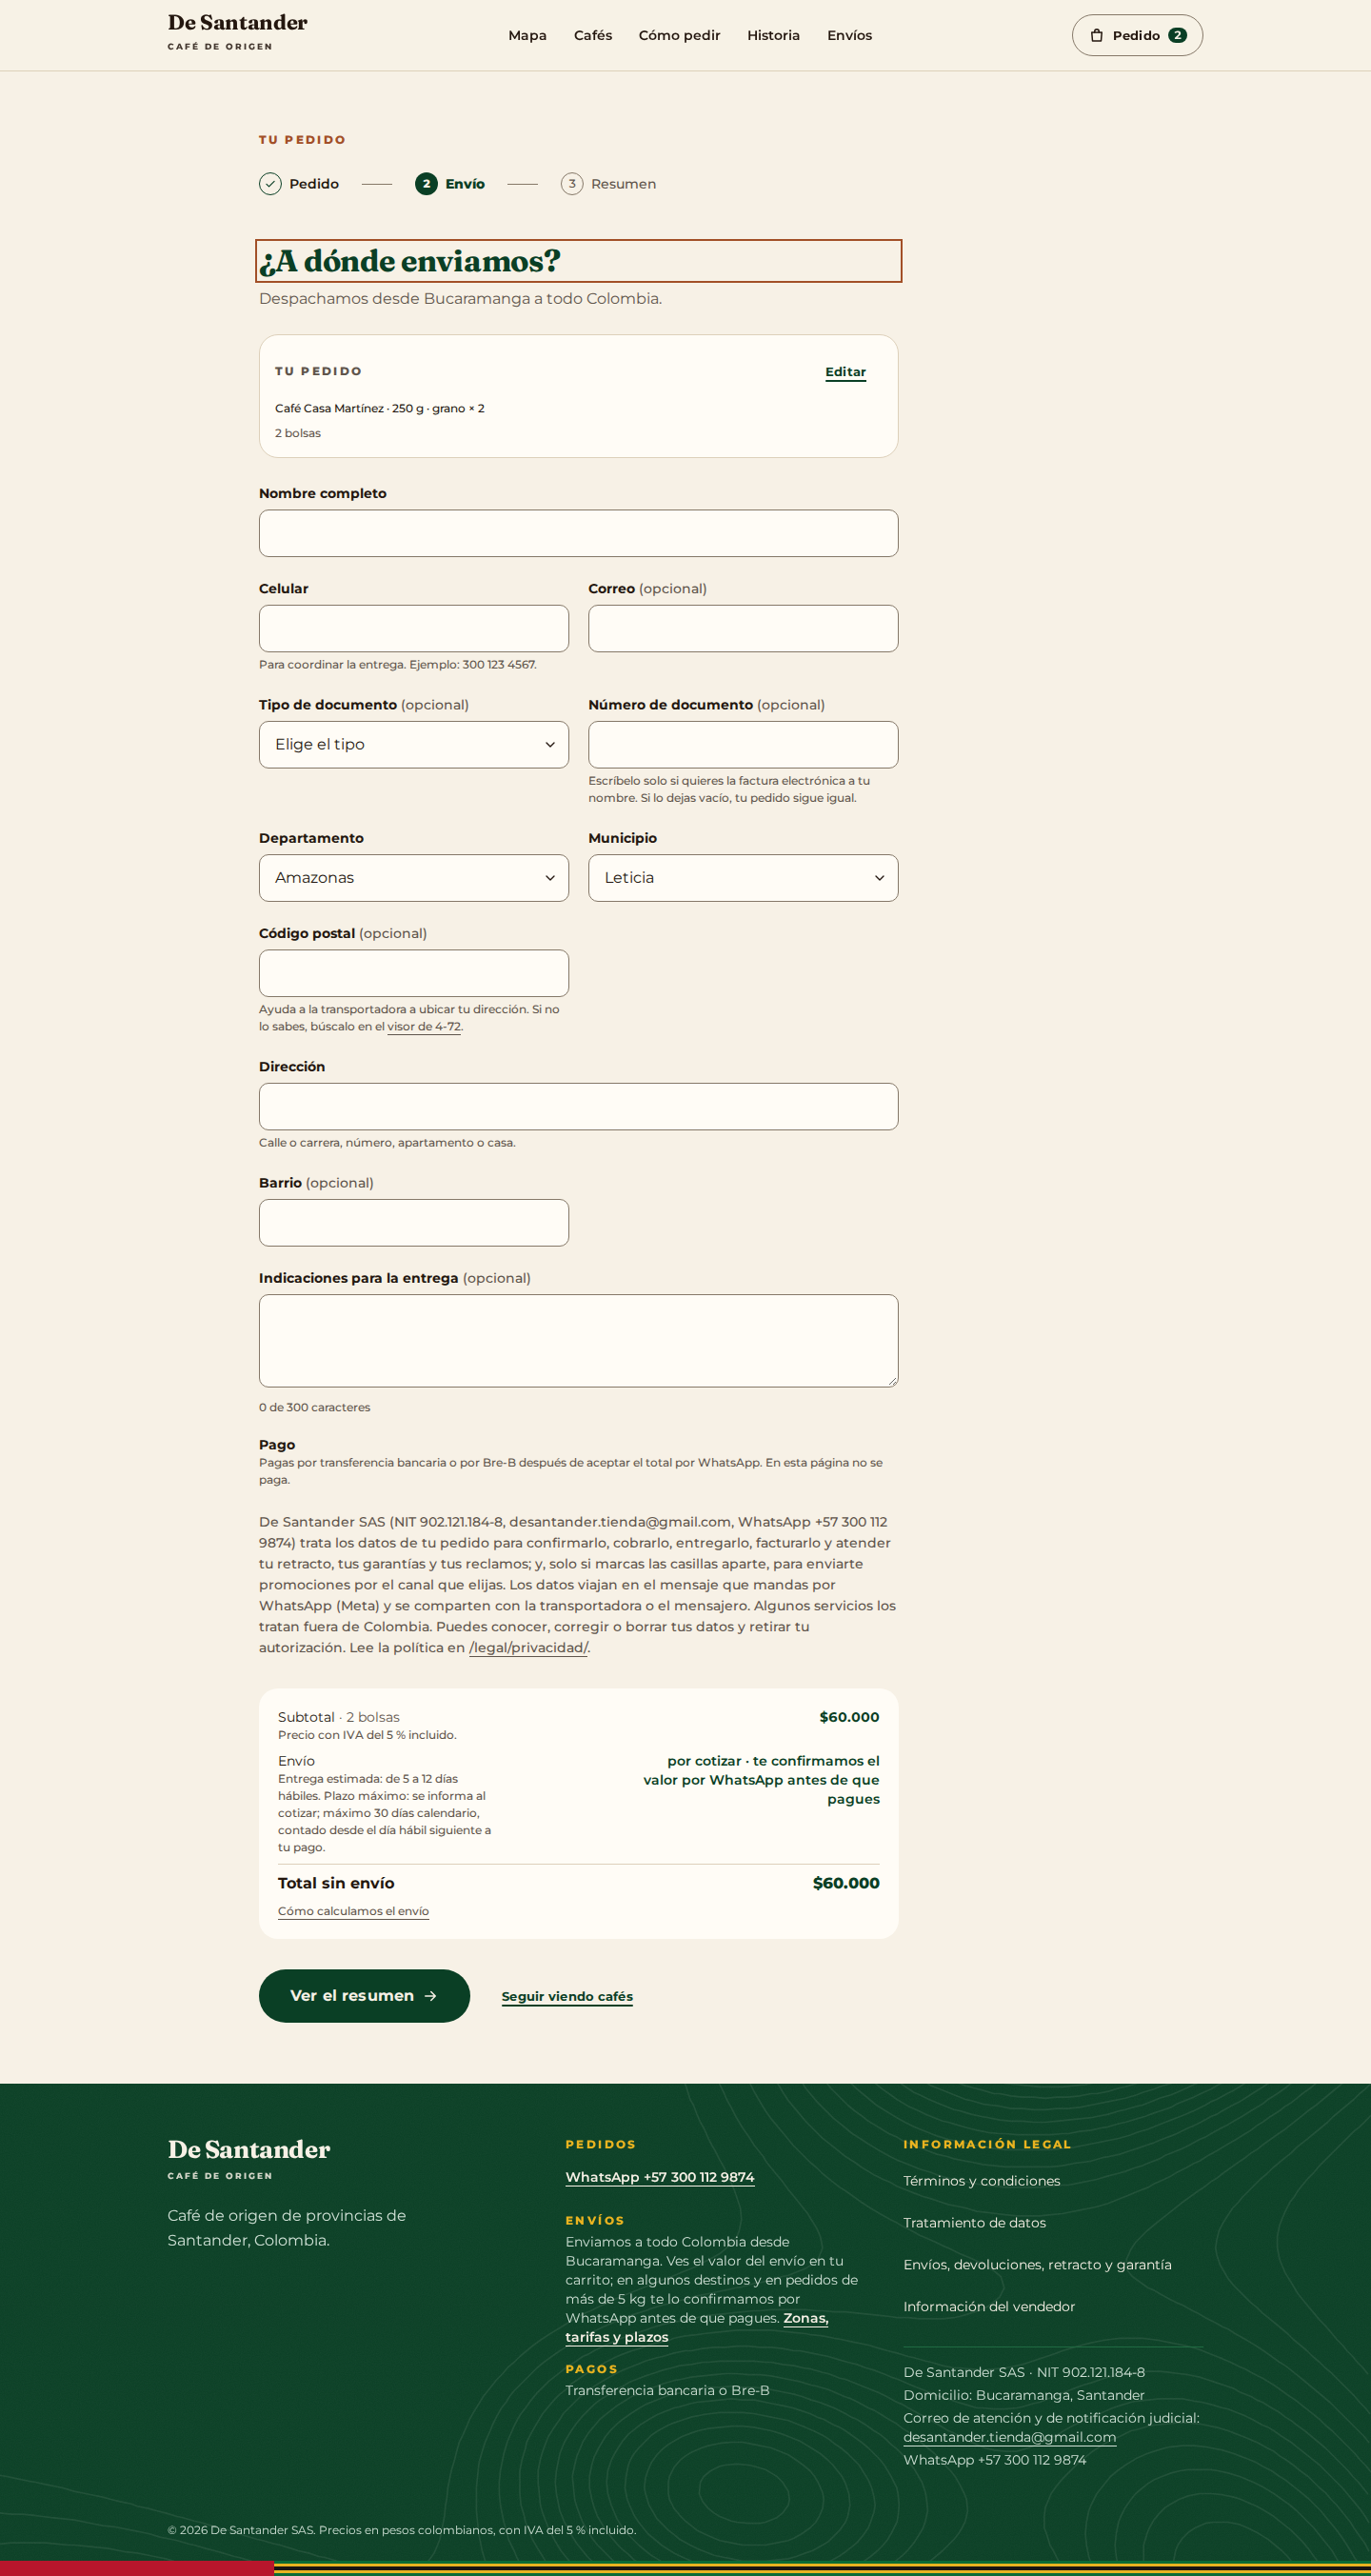 De Santander
CAFÉ DE ORIGEN
Mapa
Cafés
Cómo pedir
Historia
Envíos
Pedido 2
TU PEDIDO
Pedido
2 Envío
3 Resumen
¿A dónde enviamos?
Despachamos desde Bucaramanga a todo Colombia.
TU PEDIDO
Editar
Café Casa Martínez · 250 g · grano × 2
2 bolsas
Nombre completo
Celular
Correo (opcional)
Para coordinar la entrega. Ejemplo: 300 123 4567.
Tipo de documento (opcional)
Número de documento (opcional)
Elige el tipo
Escríbelo solo si quieres la factura electrónica a tu
nombre. Si lo dejas vacío, tu pedido sigue igual.
Departamento
Municipio
Amazonas
Leticia
Código postal (opcional)
Ayuda a la transportadora a ubicar tu dirección. Si no
lo sabes, búscalo en el visor de 4-72.
Dirección
Calle o carrera, número, apartamento o casa.
Barrio (opcional)
Indicaciones para la entrega (opcional)
0 de 300 caracteres
Pago
Pagas por transferencia bancaria o por Bre-B después de aceptar el total por WhatsApp. En esta página no se
paga.
De Santander SAS (NIT 902.121.184-8, desantander.tienda@gmail.com, WhatsApp +57 300 112
9874) trata los datos de tu pedido para confirmarlo, cobrarlo, entregarlo, facturarlo y atender
tu retracto, tus garantías y tus reclamos; y, solo si marcas las casillas aparte, para enviarte
promociones por el canal que elijas. Los datos viajan en el mensaje que mandas por
WhatsApp (Meta) y se comparten con la transportadora o el mensajero. Algunos servicios los
tratan fuera de Colombia. Puedes conocer, corregir o borrar tus datos y retirar tu
autorización. Lee la política en /legal/privacidad/.
Subtotal · 2 bolsas
$60.000
Precio con IVA del 5 % incluido.
Envío
por cotizar · te confirmamos el
valor por WhatsApp antes de que
pagues
Entrega estimada: de 5 a 12 días
hábiles. Plazo máximo: se informa al
cotizar; máximo 30 días calendario,
contado desde el día hábil siguiente a
tu pago.
Total sin envío
$60.000
Cómo calculamos el envío
Ver el resumen →
Seguir viendo cafés
De Santander
CAFÉ DE ORIGEN
Café de origen de provincias de
Santander, Colombia.
PEDIDOS
WhatsApp +57 300 112 9874
ENVÍOS
Enviamos a todo Colombia desde
Bucaramanga. Ves el valor del envío en tu
carrito; en algunos destinos y en pedidos de
más de 5 kg te lo confirmamos por
WhatsApp antes de que pagues. Zonas,
tarifas y plazos
PAGOS
Transferencia bancaria o Bre-B
INFORMACIÓN LEGAL
Términos y condiciones
Tratamiento de datos
Envíos, devoluciones, retracto y garantía
Información del vendedor
De Santander SAS · NIT 902.121.184-8
Domicilio: Bucaramanga, Santander
Correo de atención y de notificación judicial:
desantander.tienda@gmail.com
WhatsApp +57 300 112 9874
© 2026 De Santander SAS. Precios en pesos colombianos, con IVA del 5 % incluido.